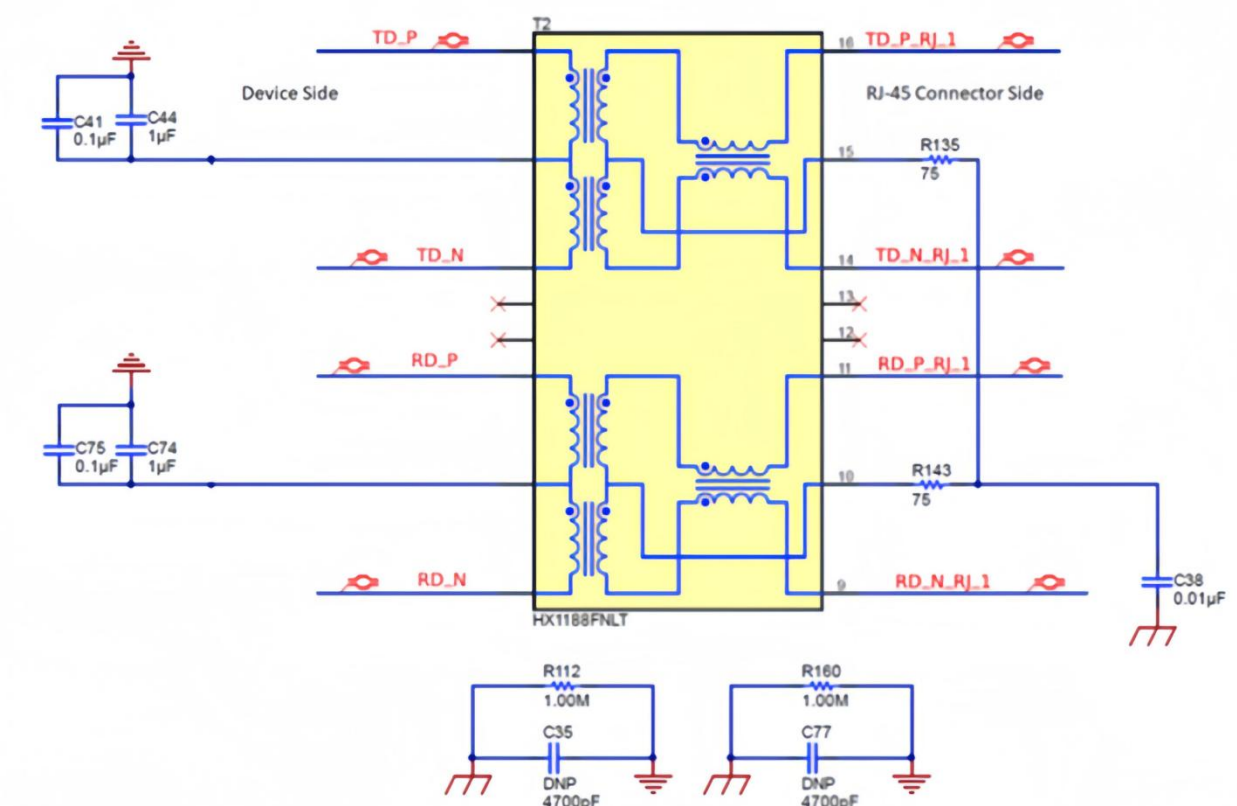 T2
TD_P
16
TD_P_RJ_1
Device Side
RJ-45 Connector Side
C41
0.1µF
C44
1µF
15
R135
75
TD_N
14
TD_N_RJ_1
13
12
RD_P
11
RD_P_RJ_1
C75
0.1µF
C74
1µF
10
R143
75
RD_N
9
RD_N_RJ_1
C38
0.01µF
HX1188FNLT
R112
1.00M
C35
DNP
4700pF
R160
1.00M
C77
DNP
4700pF